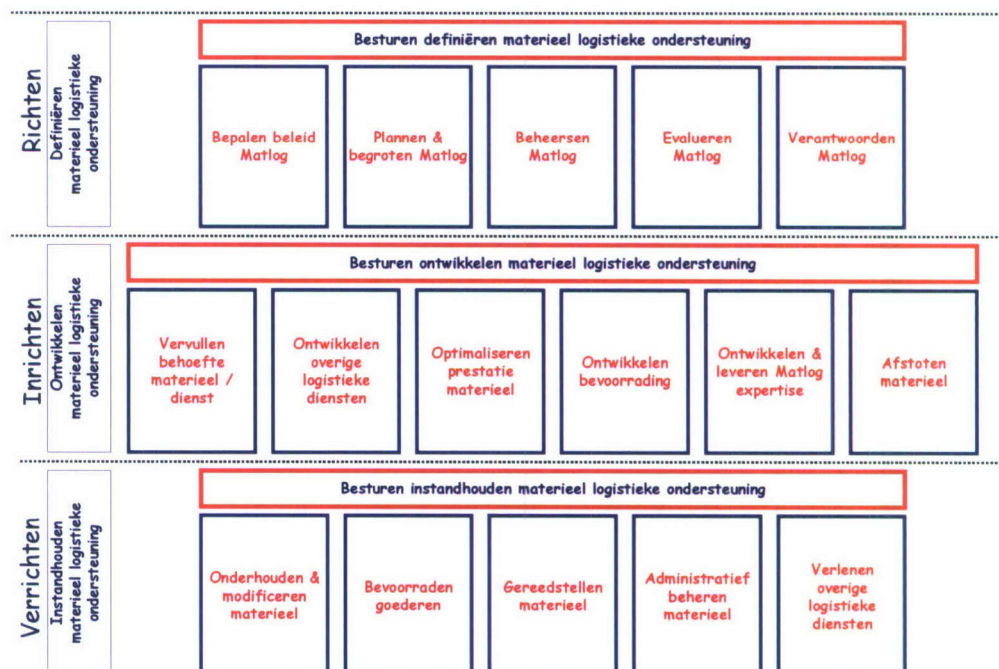 Richten
Definiëren
materieel logistieke
ondersteuning
Besturen definiëren materieel logistieke ondersteuning
Bepalen beleid
Matlog
Plannen &
begroten Matlog
Beheersen
Matlog
Evalueren
Matlog
Verantwoorden
Matlog
Inrichten
Ontwikkelen
materieel logistieke
ondersteuning
Besturen ontwikkelen materieel logistieke ondersteuning
Vervullen
behoefte
materieel /
dienst
Ontwikkelen
overige
logistieke
diensten
Optimaliseren
prestatie
materieel
Ontwikkelen
bevoorrading
Ontwikkelen &
leveren Matlog
expertise
Afstoten
materieel
Verrichten
Instandhouden
materieel logistieke
ondersteuning
Besturen instandhouden materieel logistieke ondersteuning
Onderhouden &
modificeren
materieel
Bevoorraden
goederen
Gereedstellen
materieel
Administratief
beheren
materieel
Verlenen
overige
logistieke
diensten